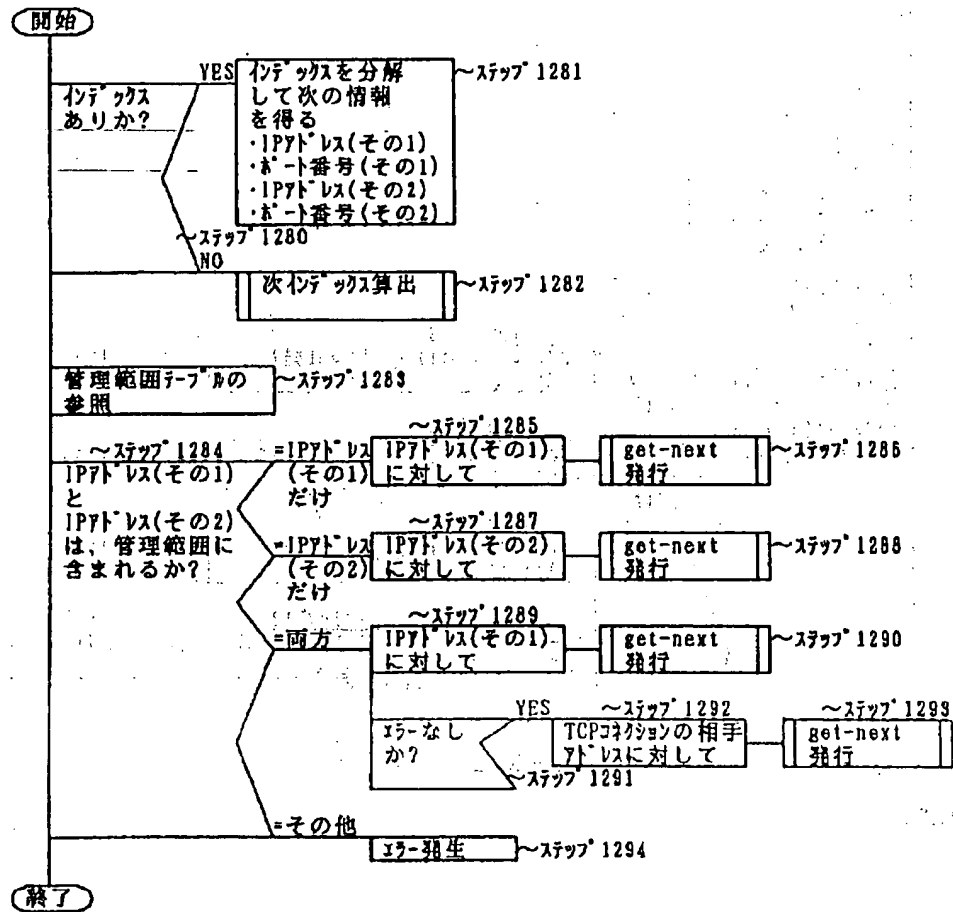 開始
YES
インデックス
ありか?
インデックスを分解
して次の情報
を得る
・IPアドレス(その1)
・ポート番号(その1)
・IPアドレス(その2)
・ポート番号(その2)
～ステップ1281
～ステップ1280
NO
次インデックス算出
～ステップ1282
管理範囲テーブルの
参照
～ステップ1283
～ステップ1284
IPアドレス(その1)
と
IPアドレス(その2)
は、管理範囲に
含まれるか?
=IPアドレス
(その1)
だけ
～ステップ1285
IPアドレス(その1)
に対して
get-next
発行
～ステップ1286
=IPアドレス
(その2)
だけ
～ステップ1287
IPアドレス(その2)
に対して
get-next
発行
～ステップ1288
=両方
～ステップ1289
IPアドレス(その1)
に対して
get-next
発行
～ステップ1290
エラーなし
か?
YES
～ステップ1291
～ステップ1292
TCPコネクションの相手
アドレスに対して
～ステップ1293
get-next
発行
=その他
エラー発生
～ステップ1294
終了